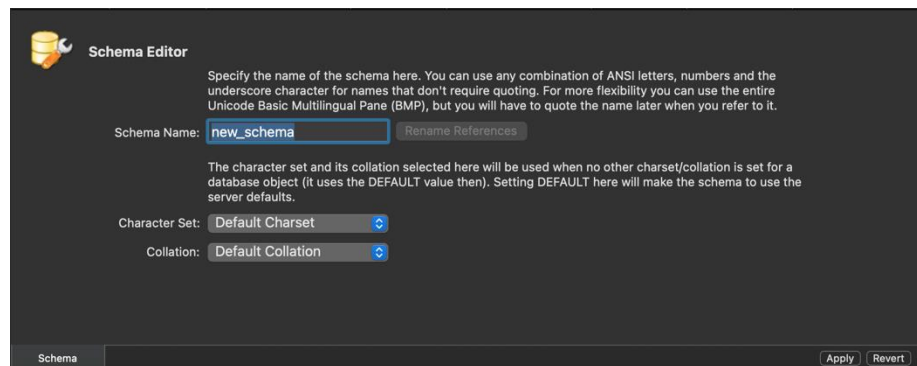 Schema Editor
Specify the name of the schema here. You can use any combination of ANSI letters, numbers and the
underscore character for names that don't require quoting. For more flexibility you can use the entire
Unicode Basic Multilingual Pane (BMP), but you will have to quote the name later when you refer to it.
Schema Name: new_schema Rename References
The character set and its collation selected here will be used when no other charset/collation is set for a
database object (it uses the DEFAULT value then). Setting DEFAULT here will make the schema to use the
server defaults.
Character Set: Default Charset
Collation: Default Collation
Schema Apply Revert